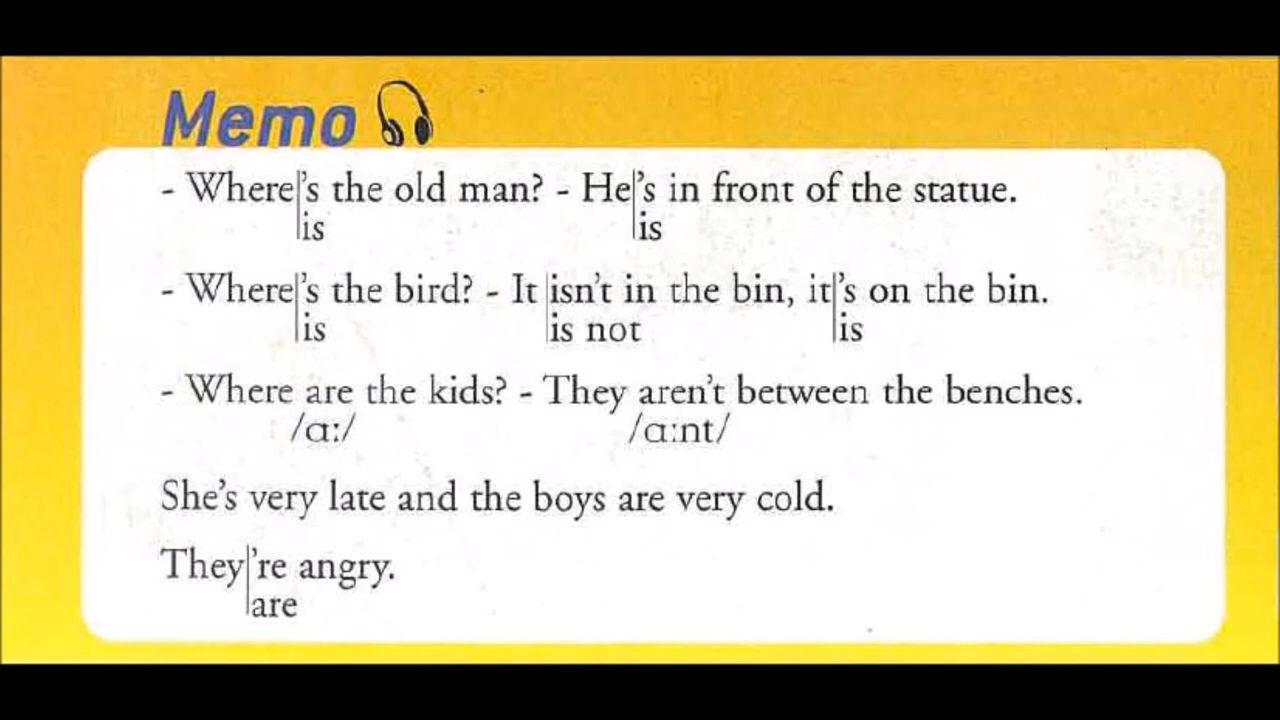 Memo
- Where's the old man? - He's in front of the statue.
is is
- Where's the bird? - It isn't in the bin, it's on the bin.
is is not is
- Where are the kids? - They aren't between the benches.
/ɑː/ /ɑːnt/
She's very late and the boys are very cold.
They're angry.
are